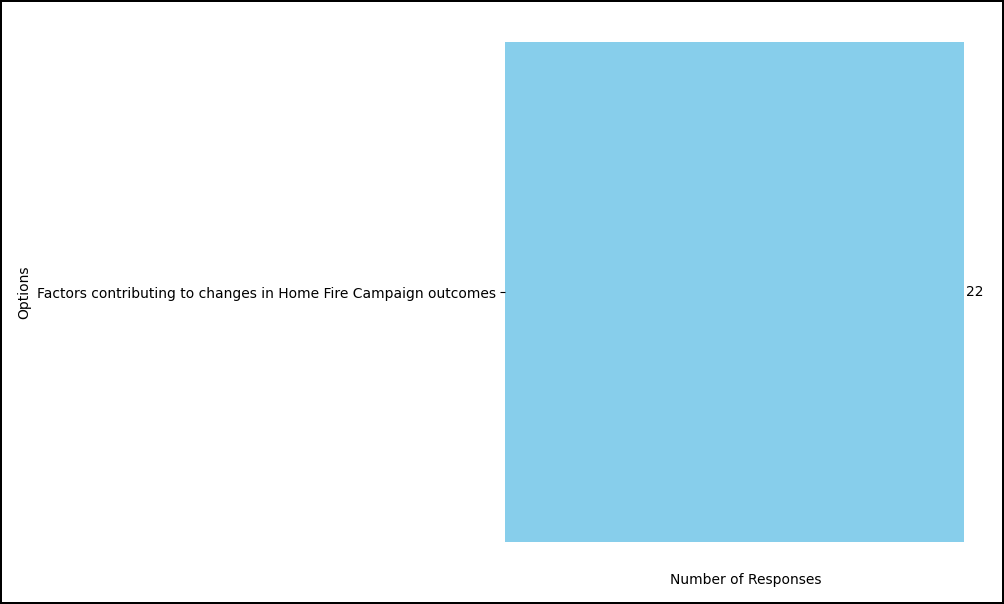 Options
Factors contributing to changes in Home Fire Campaign outcomes
22
Number of Responses